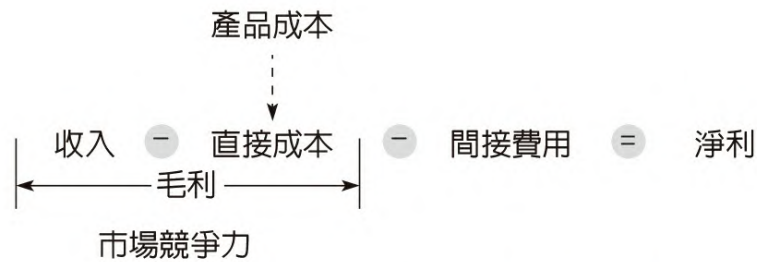 產品成本
收入 − 直接成本 − 間接費用 = 淨利
毛利
市場競爭力